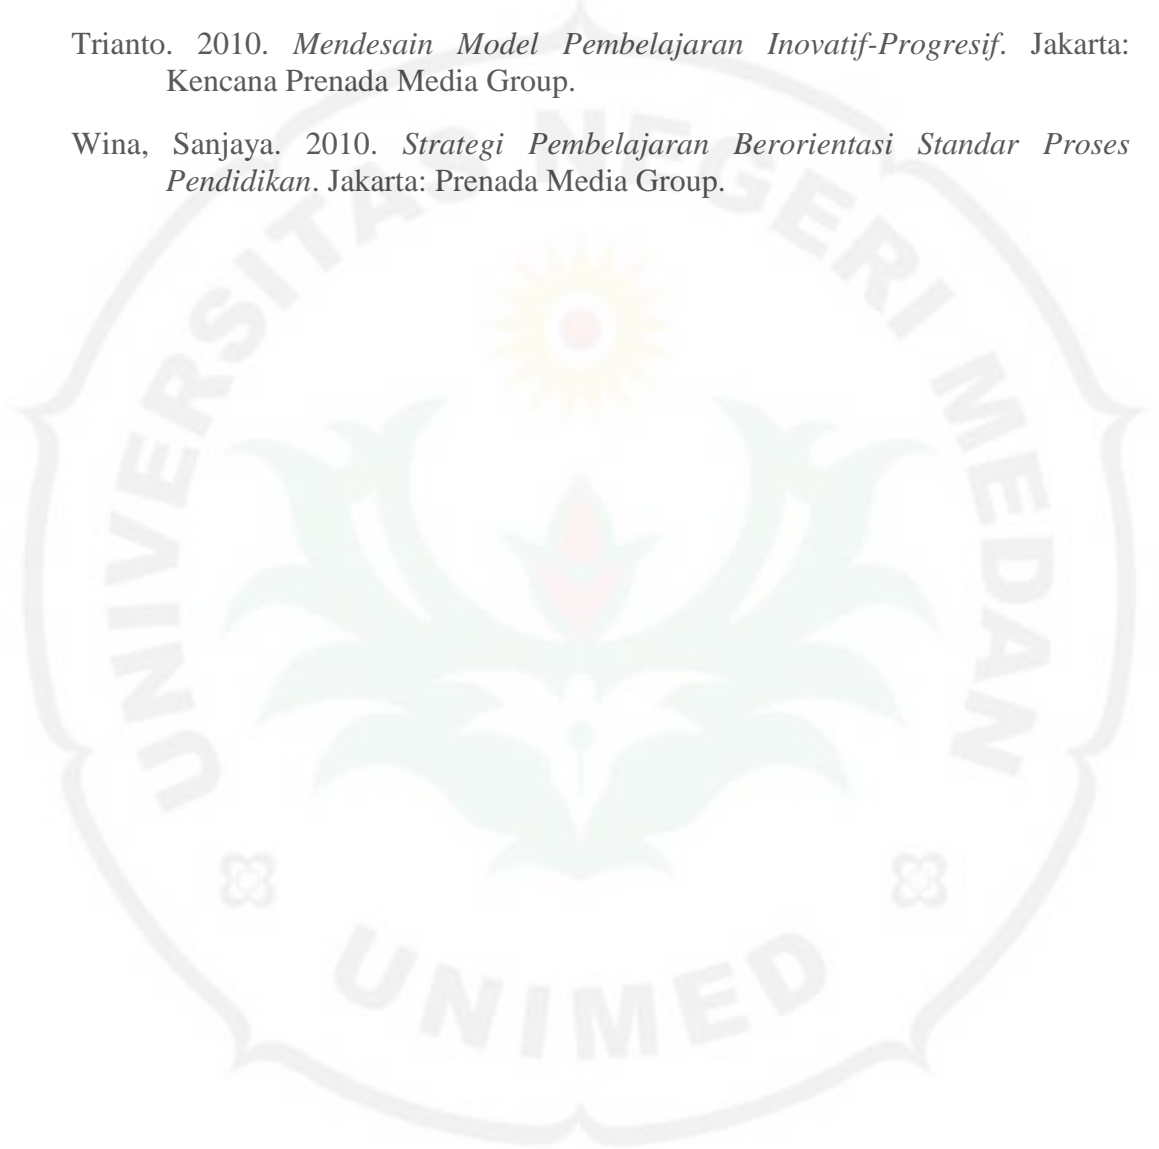 Trianto. 2010. Mendesain Model Pembelajaran Inovatif-Progresif. Jakarta:
Kencana Prenada Media Group.
Wina, Sanjaya. 2010. Strategi Pembelajaran Berorientasi Standar Proses
Pendidikan. Jakarta: Prenada Media Group.
UNIVERSITAS NEGERI MEDAN
UNIMED